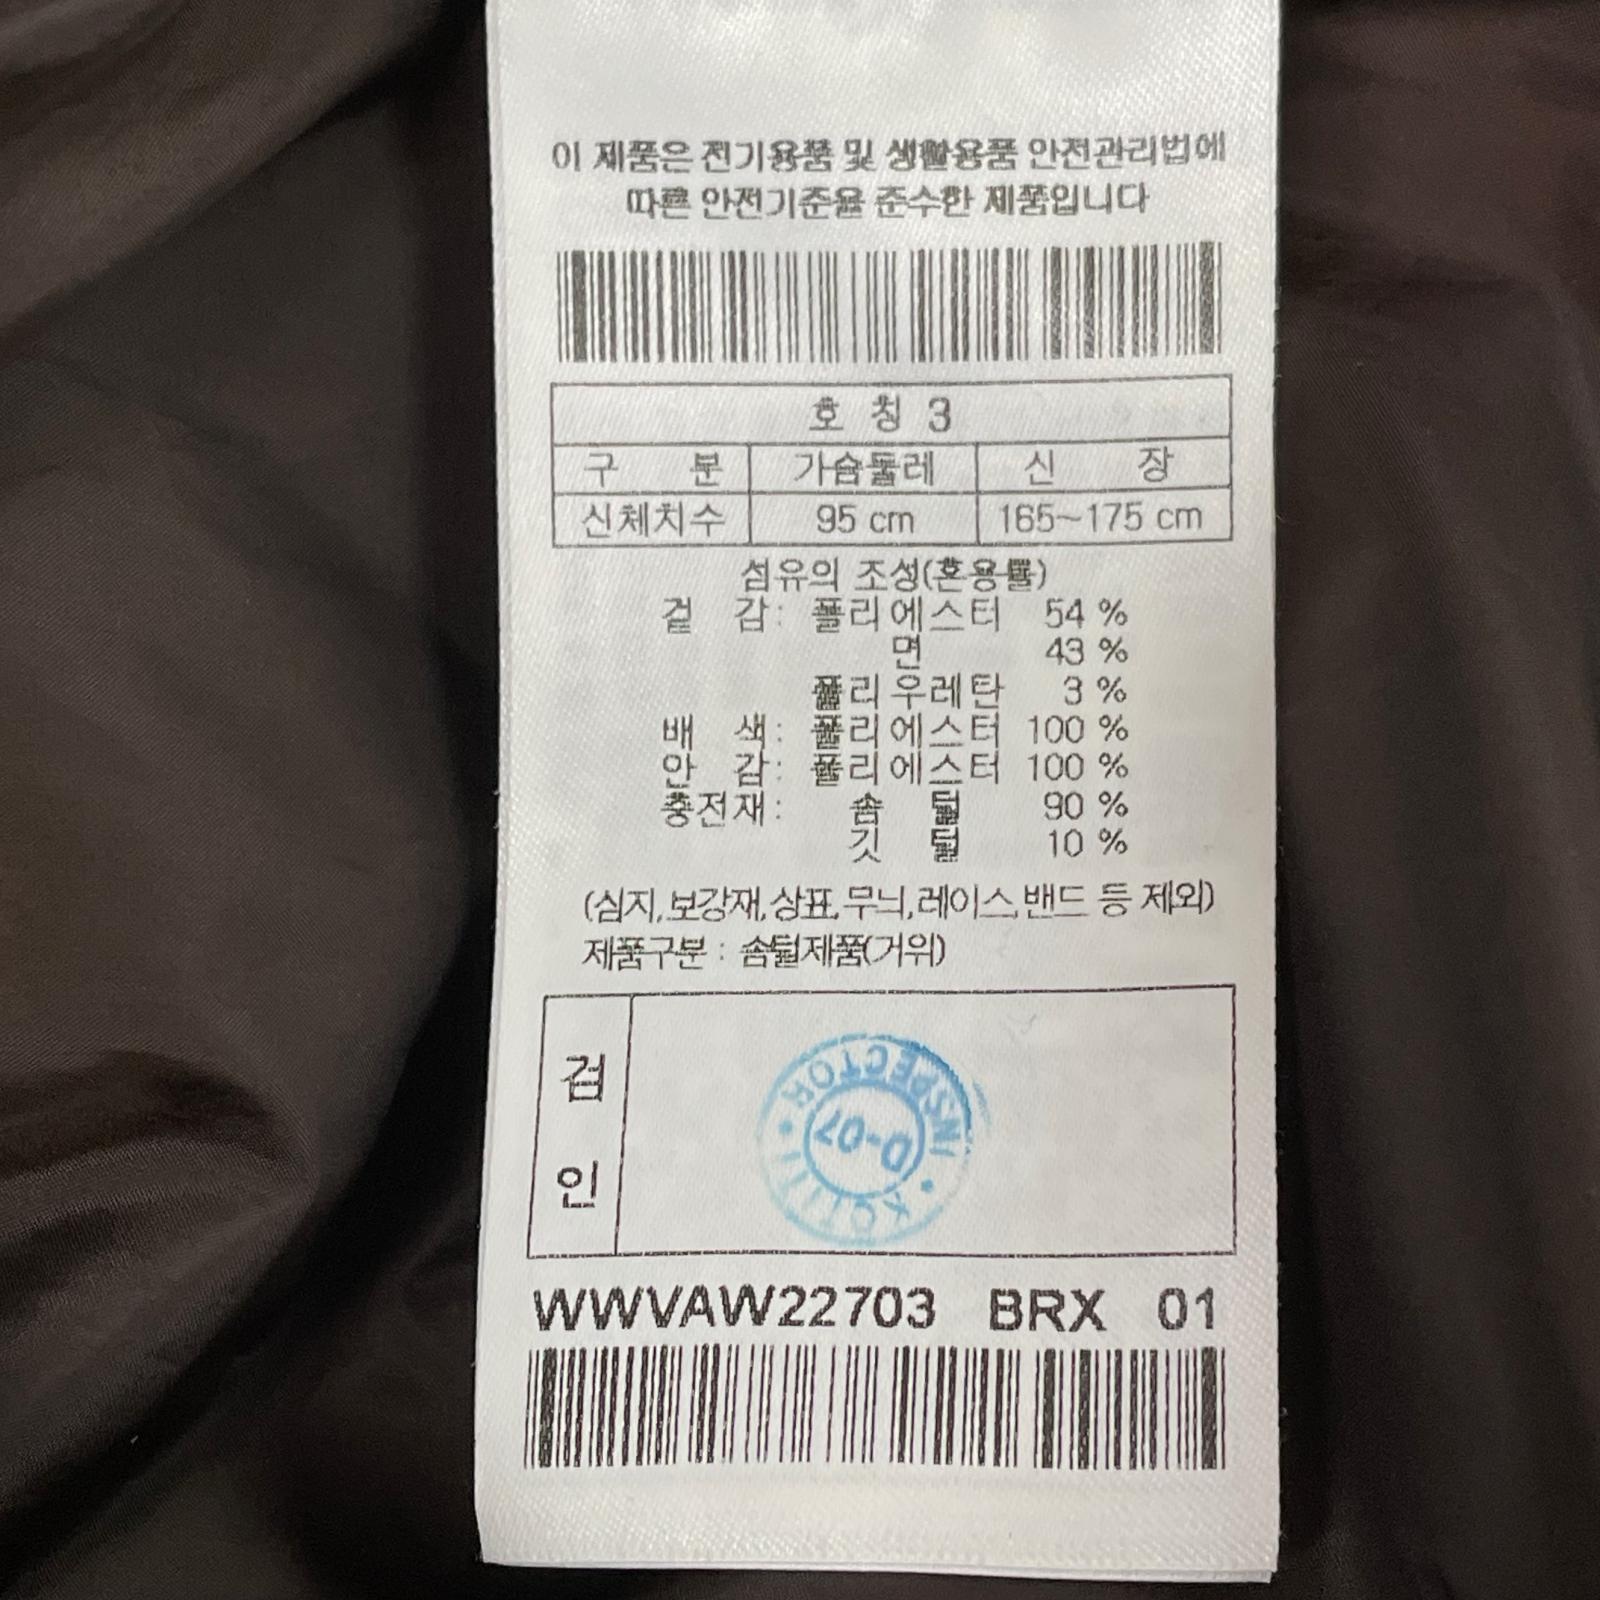 이 제품은 전기용품 및 생활용품 안전관리법에
따른 안전기준을 준수한 제품입니다
호 칭 3
구 분 가슴둘레 신 장
신체치수 95 cm 165~175 cm
섬유의 조성(혼용률)
겉 감: 폴리에스터 54 %
면 43 %
폴리우레탄 3 %
배 색: 폴리에스터 100 %
안 감: 폴리에스터 100 %
충전재: 솜 털 90 %
깃 털 10 %
(심지,보강재,상표,무늬,레이스,밴드 등 제외)
제품구분 : 솜털제품(거위)
검 인
INSPECTOR
D-07
KOTITI
WWVAW22703 BRX 01